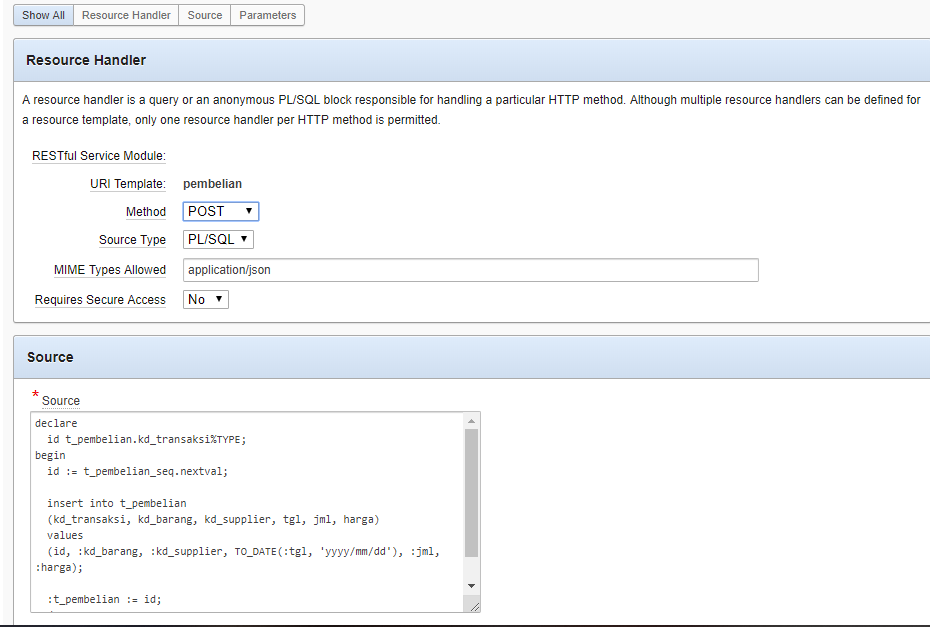 Show All Resource Handler Source Parameters
Resource Handler
A resource handler is a query or an anonymous PL/SQL block responsible for handling a particular HTTP method. Although multiple resource handlers can be defined for
a resource template, only one resource handler per HTTP method is permitted.
RESTful Service Module:
URI Template: pembelian
Method POST
Source Type PL/SQL
MIME Types Allowed application/json
Requires Secure Access No
Source
* Source
declare
  id t_pembelian.kd_transaksi%TYPE;
begin
  id := t_pembelian_seq.nextval;

  insert into t_pembelian
  (kd_transaksi, kd_barang, kd_supplier, tgl, jml, harga)
  values
  (id, :kd_barang, :kd_supplier, TO_DATE(:tgl, 'yyyy/mm/dd'), :jml,
:harga);

  :t_pembelian := id;